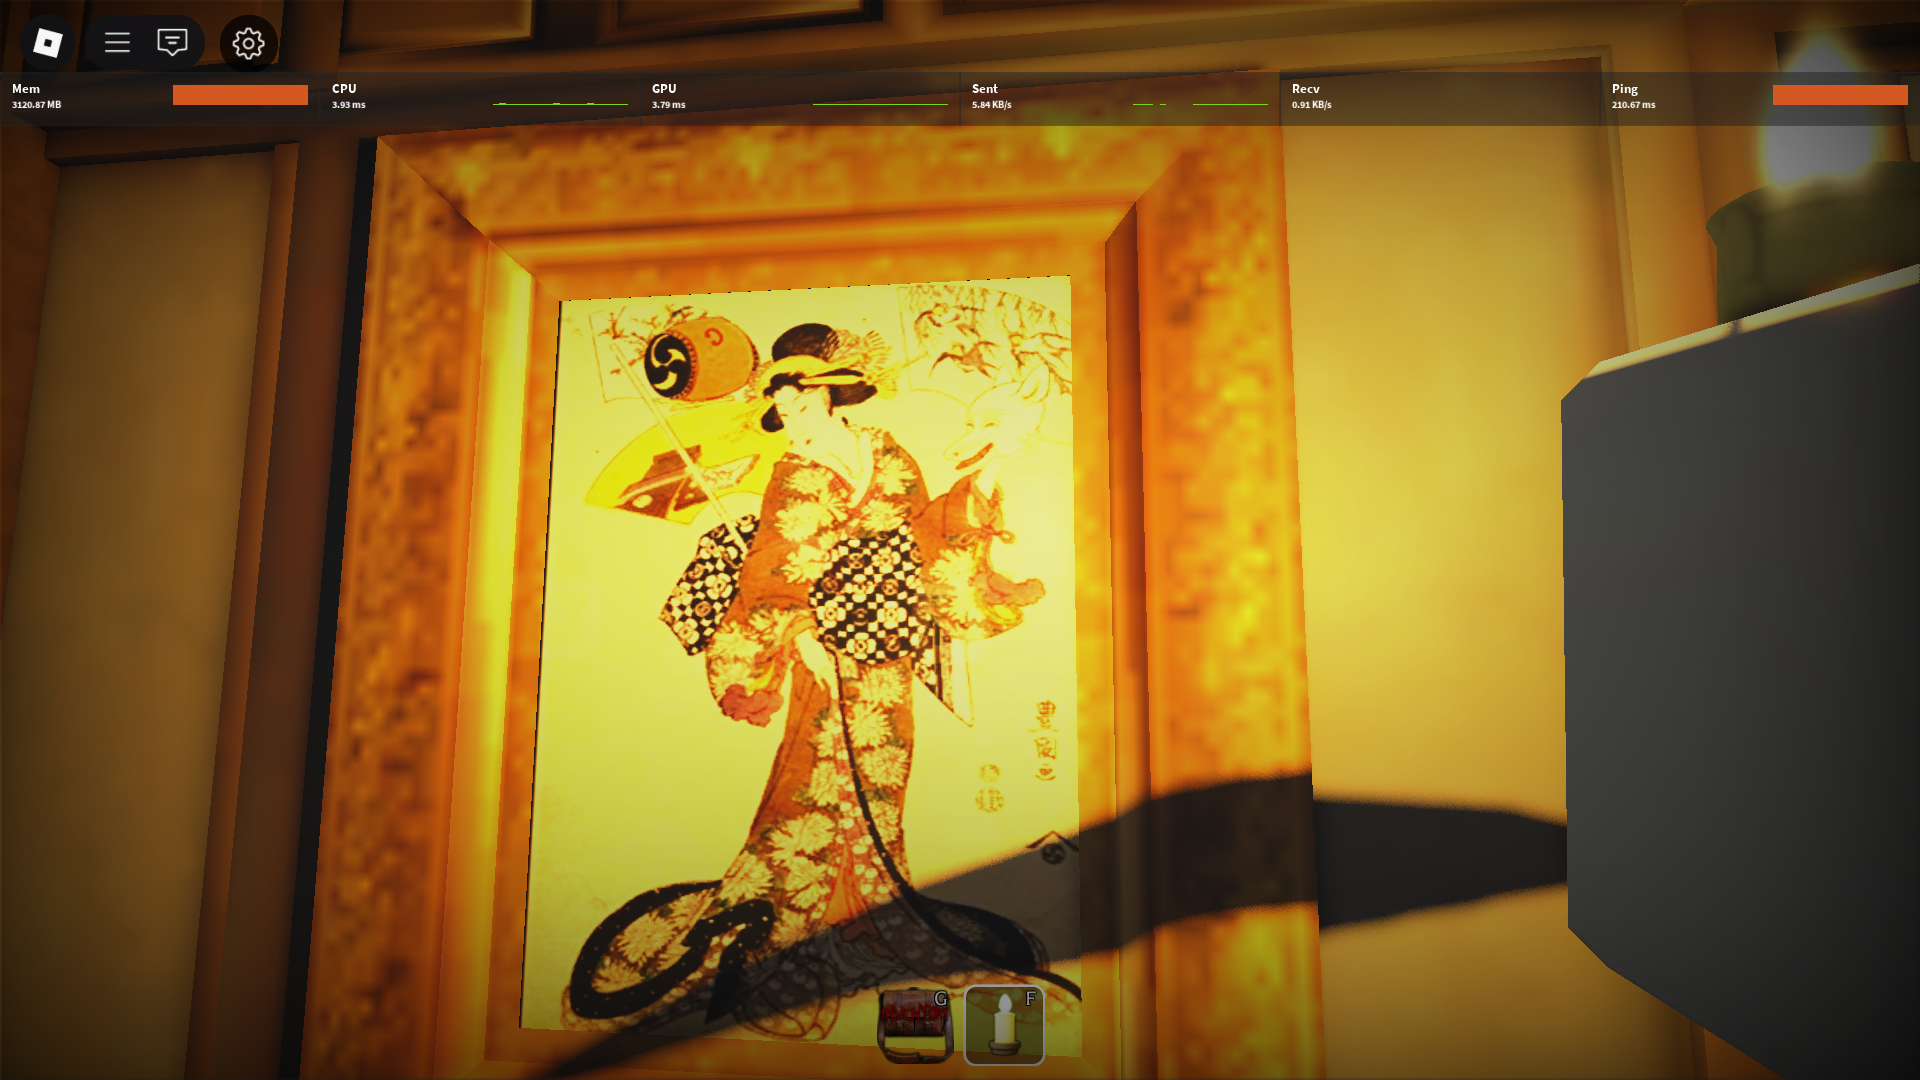 Mem
3120.87 MB
CPU
3.93 ms
GPU
3.79 ms
Sent
5.84 KB/s
Recv
0.91 KB/s
Ping
210.67 ms
豊国
G
F